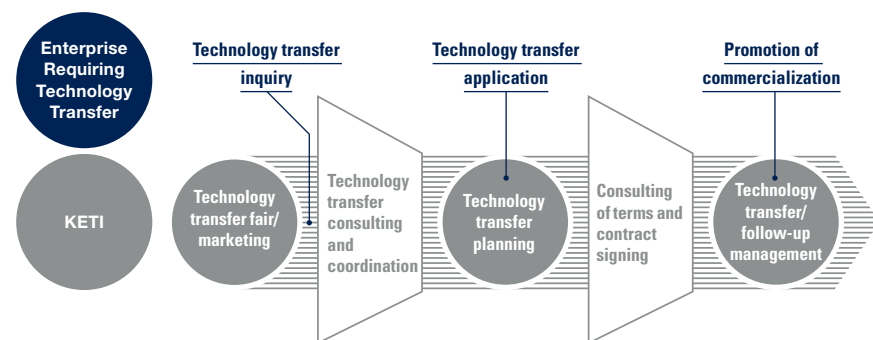 Enterprise
Requiring
Technology
Transfer
Technology transfer
inquiry
Technology transfer
application
Promotion of
commercialization
KETI
Technology
transfer fair/
marketing
Technology
transfer
consulting
and
coordination
Technology
transfer
planning
Consulting
of terms and
contract
signing
Technology
transfer/
follow-up
management